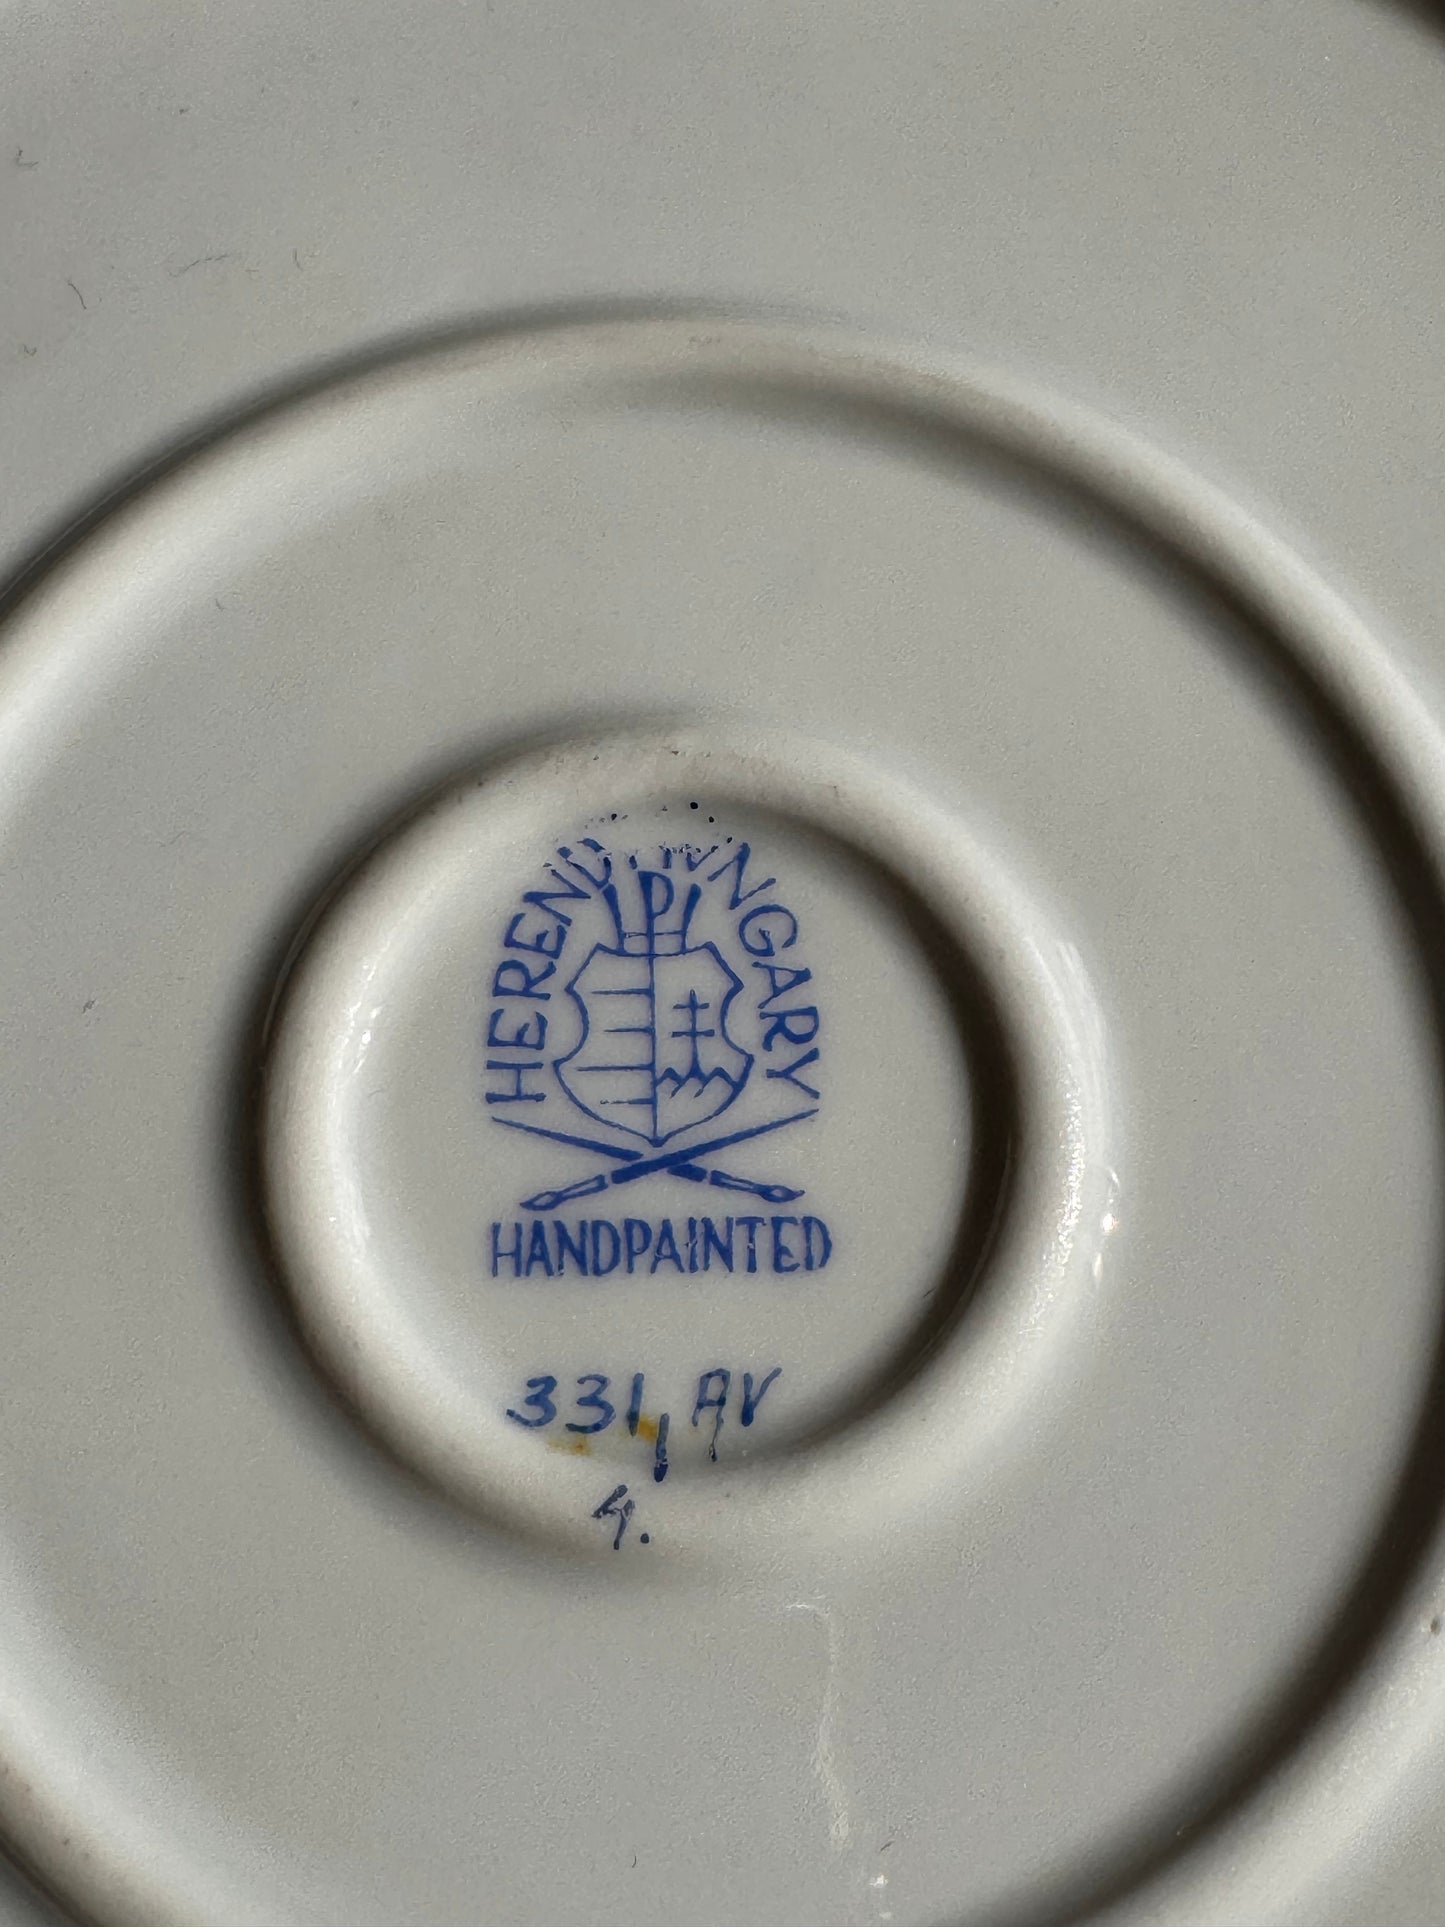 HEREND HUNGARY
HANDPAINTED
331, AV
4.